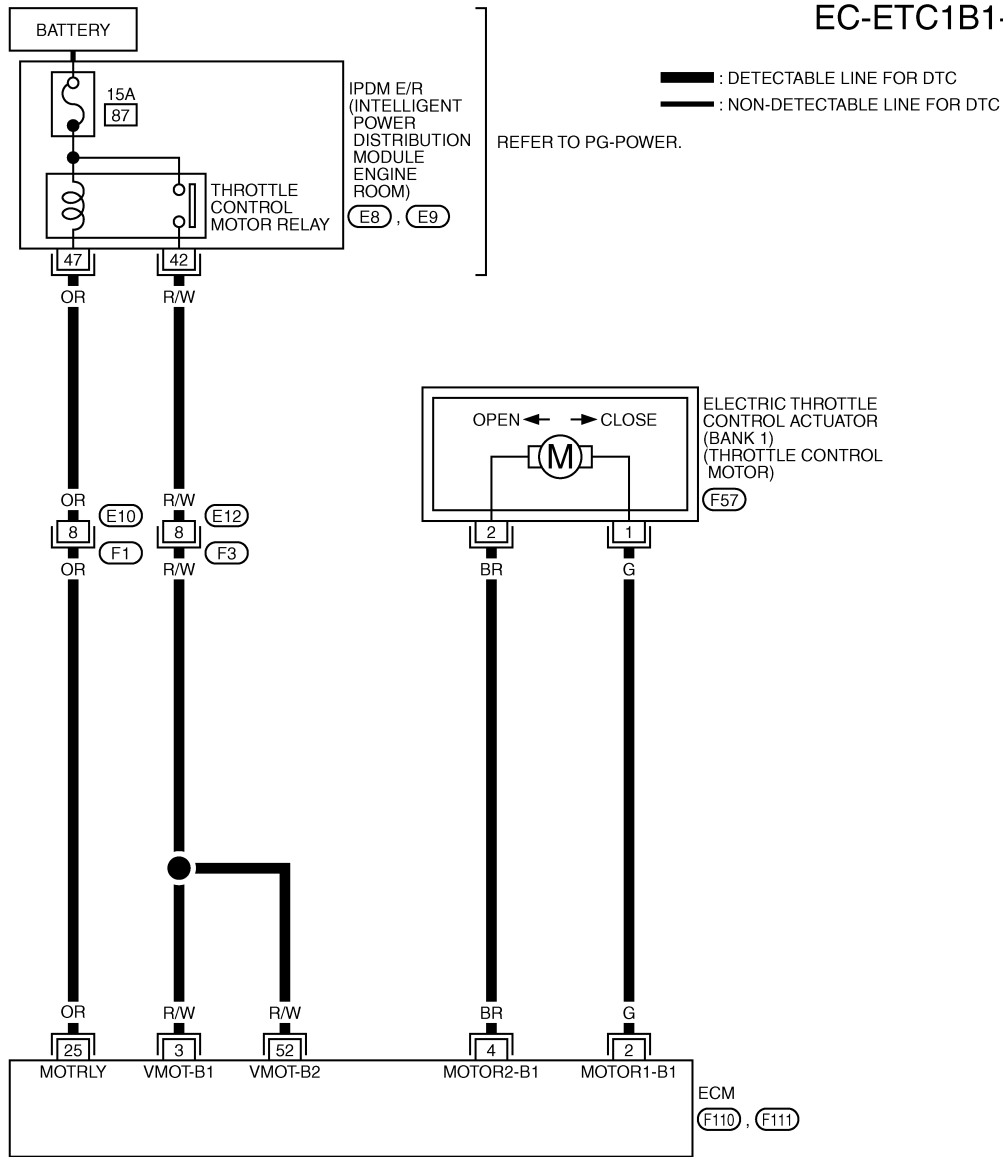 EC-ETC1B1-
BATTERY
: DETECTABLE LINE FOR DTC
: NON-DETECTABLE LINE FOR DTC
15A
87
IPDM E/R
(INTELLIGENT
POWER
DISTRIBUTION
MODULE
ENGINE
ROOM)
E8 , E9
REFER TO PG-POWER.
THROTTLE
CONTROL
MOTOR RELAY
47 42
OR R/W
ELECTRIC THROTTLE
CONTROL ACTUATOR
(BANK 1)
(THROTTLE CONTROL
MOTOR)
F57
OPEN CLOSE
M
OR R/W
8 E10 8 E12
F1 F3
OR R/W
2 1
BR G
OR R/W R/W BR G
25 3 52 4 2
MOTRLY VMOT-B1 VMOT-B2 MOTOR2-B1 MOTOR1-B1
ECM
F110 , F111